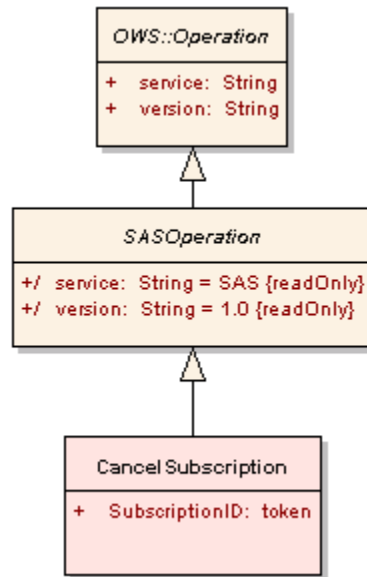 OWS::Operation
+ service: String
+ version: String
SASOperation
+/ service: String = SAS {readOnly}
+/ version: String = 1.0 {readOnly}
CancelSubscription
+ SubscriptionID: token